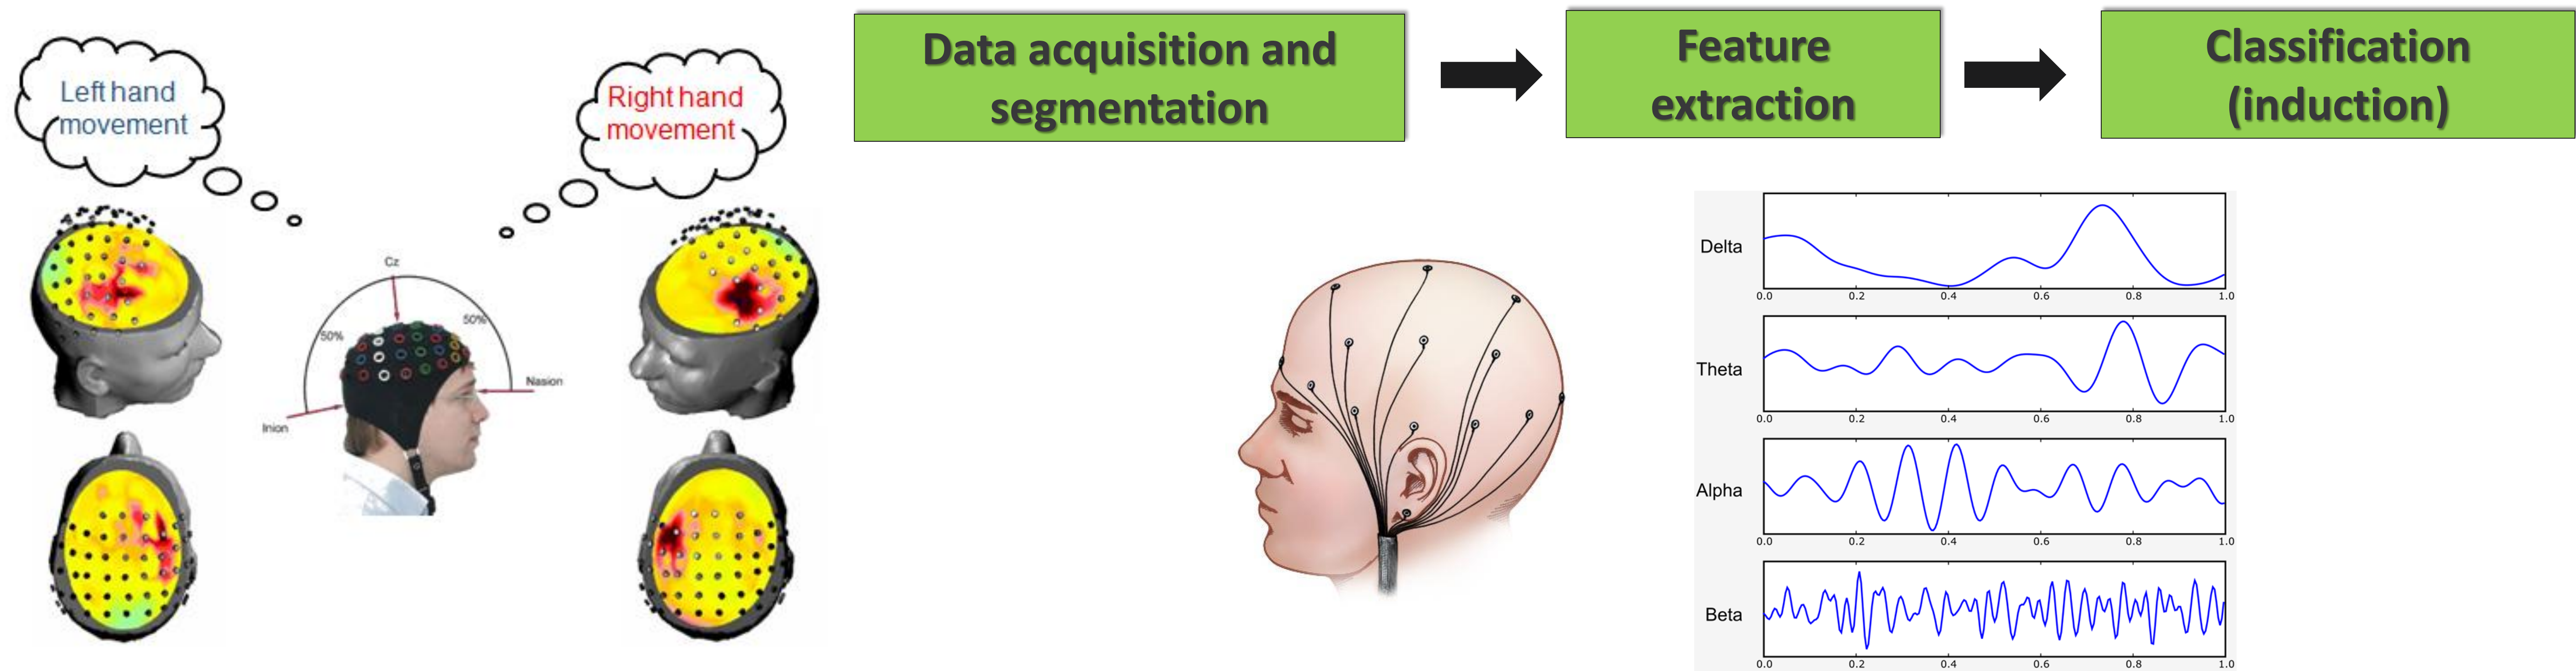 Left hand
movement
Right hand
movement
Cz
50%
50%
Nasion
Inion
Data acquisition and
segmentation
Feature
extraction
Classification
(induction)
Delta
0.0 0.2 0.4 0.6 0.8 1.0
Theta
0.0 0.2 0.4 0.6 0.8 1.0
Alpha
0.0 0.2 0.4 0.6 0.8 1.0
Beta
0.0 0.2 0.4 0.6 0.8 1.0